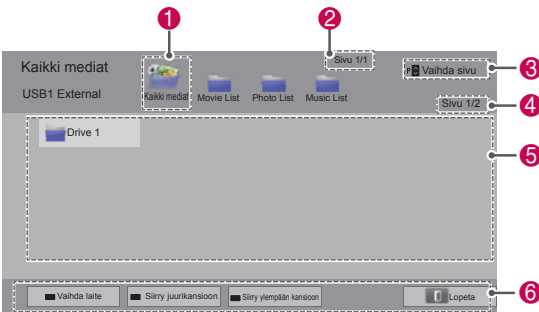 1
2
Kaikki mediat
Sivu 1/1
P Vaihda sivu
3
USB1 External
Kaikki mediat
Movie List
Photo List
Music List
Sivu 1/2
4
Drive 1
5
Vaihda laite
Siirry juurikansioon
Siirry ylempään kansioon
Lopeta
6